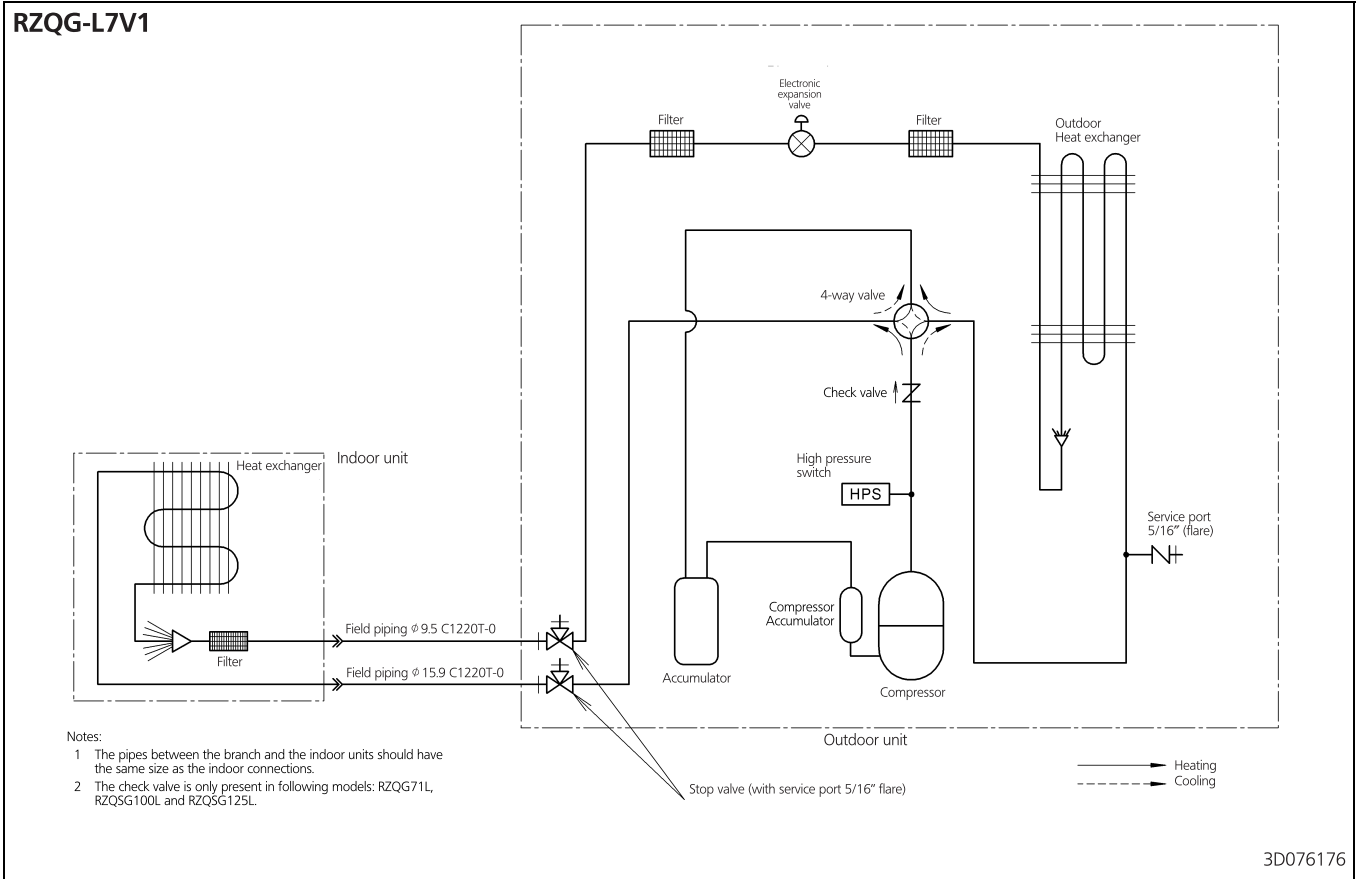 RZQG-L7V1
Electronic
expansion
valve
Filter
Filter
Outdoor
Heat exchanger
4-way valve
Check valve
High pressure
switch
HPS
Service port
5/16" (flare)
Indoor unit
Heat exchanger
Compressor
Accumulator
Field piping ϕ 9.5 C1220T-0
Filter
Field piping ϕ 15.9 C1220T-0
Accumulator
Compressor
Outdoor unit
Notes:
1 The pipes between the branch and the indoor units should have
the same size as the indoor connections.
2 The check valve is only present in following models: RZQG71L,
RZQSG100L and RZQSG125L.
Stop valve (with service port 5/16" flare)
Heating
Cooling
3D076176